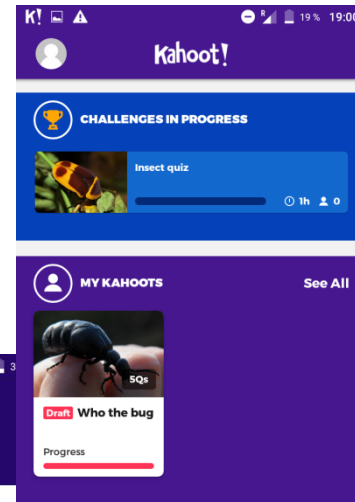 K! 19% 19:00
Kahoot!
CHALLENGES IN PROGRESS
Insect quiz
1h 0
MY KAHOOTS See All
5Qs
Draft Who the bug
Progress
3